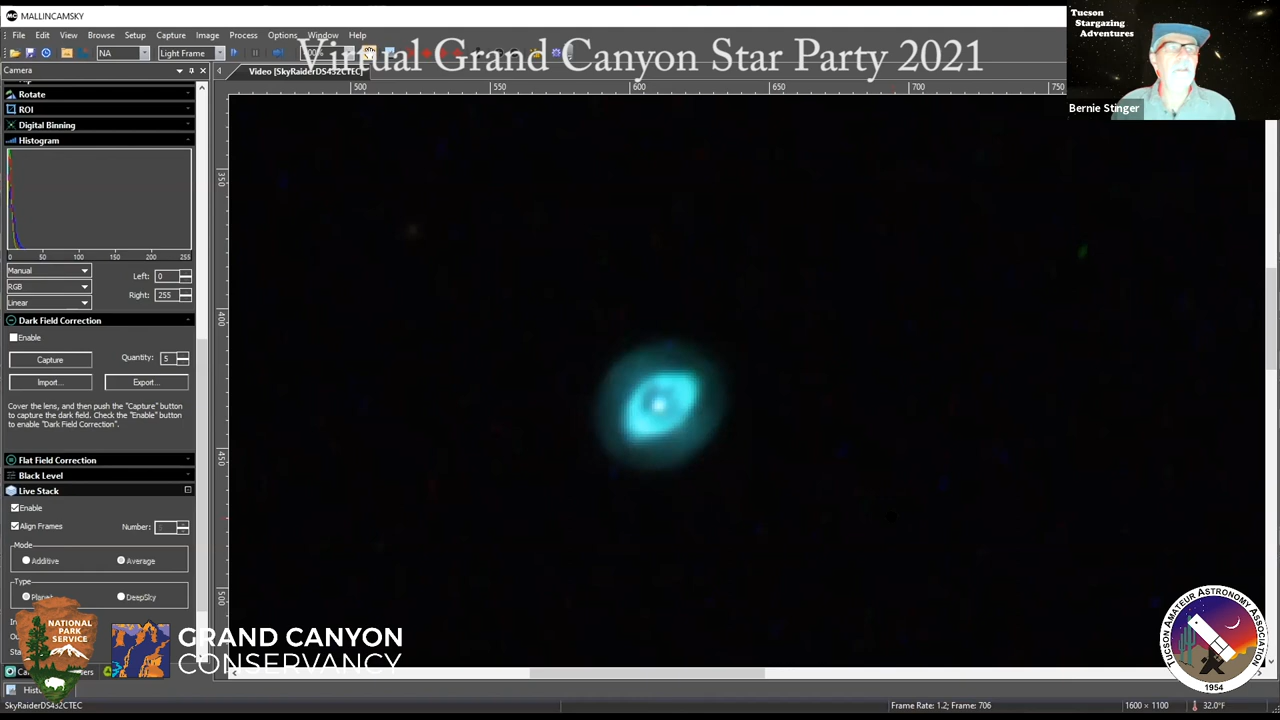 MALLINCAMSKY
File Edit View Browse Setup Capture Image Process Options Window Help
NA
Light Frame
Virtual Grand Canyon Star Party 2021
Camera
Video [SkyRaiderDS432CTEC]
500 550 600 650 700 750
Tucson
Stargazing
Adventures
Bernie Stinger
Rotate
ROI
Digital Binning
Histogram
0 50 100 150 200 255
Manual
Left: 0
RGB
Right: 255
Linear
Dark Field Correction
Enable
Capture
Quantity: 5
Import...
Export...
Cover the lens, and then push the "Capture" button
to capture the dark field. Check the "Enable" button
to enable "Dark Field Correction".
Flat Field Correction
Black Level
Live Stack
Enable
Align Frames
Number:
Mode
Additive
Average
Type
DeepSky
350
400
450
500
NATIONAL
PARK
SERVICE
GRAND CANYON
CONSERVANCY
TUCSON AMATEUR ASTRONOMY ASSOCIATION
1954
SkyRaiderDS432CTEC
Frame Rate: 1.2; Frame: 706
1600 × 1100
32.0°F